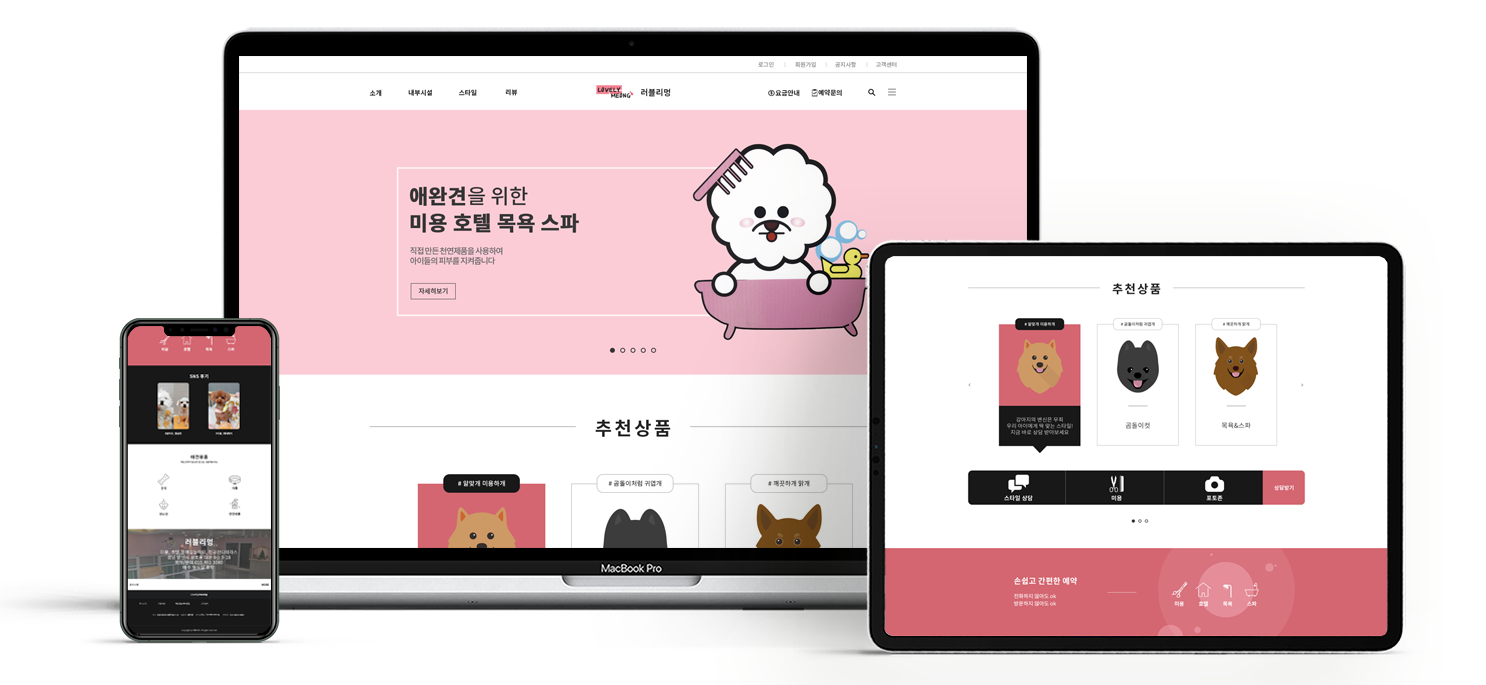 로그인 | 회원가입 | 공지사항 | 고객센터
소개 내부시설 스타일 리뷰
LOVELY
MEONG
러블리멍
요금안내 예약문의
애완견을 위한
미용 호텔 목욕 스파
직접 만든 천연제품을 사용하여
아이들의 피부를 지켜줍니다
자세히보기
추천상품
# 알맞게 미용하개 # 곰돌이처럼 귀엽개 # 깨끗하개 맑개
MacBook Pro
미용 호텔 목욕 스파
SNS 후기
애견용품
러블리멍
추천상품
# 알맞게 미용하개 # 곰돌이처럼 귀엽개 # 깨끗하개 맑개
강아지의 변신은 무죄
우리 아이에게 딱 맞는 스타일!
지금 바로 상담 받아보세요
곰돌이컷 목욕&스파
스타일 상담 미용 포토존 상담받기
손쉽고 간편한 예약
전화하지 않아도 ok
방문하지 않아도 ok
미용 호텔 목욕 스파